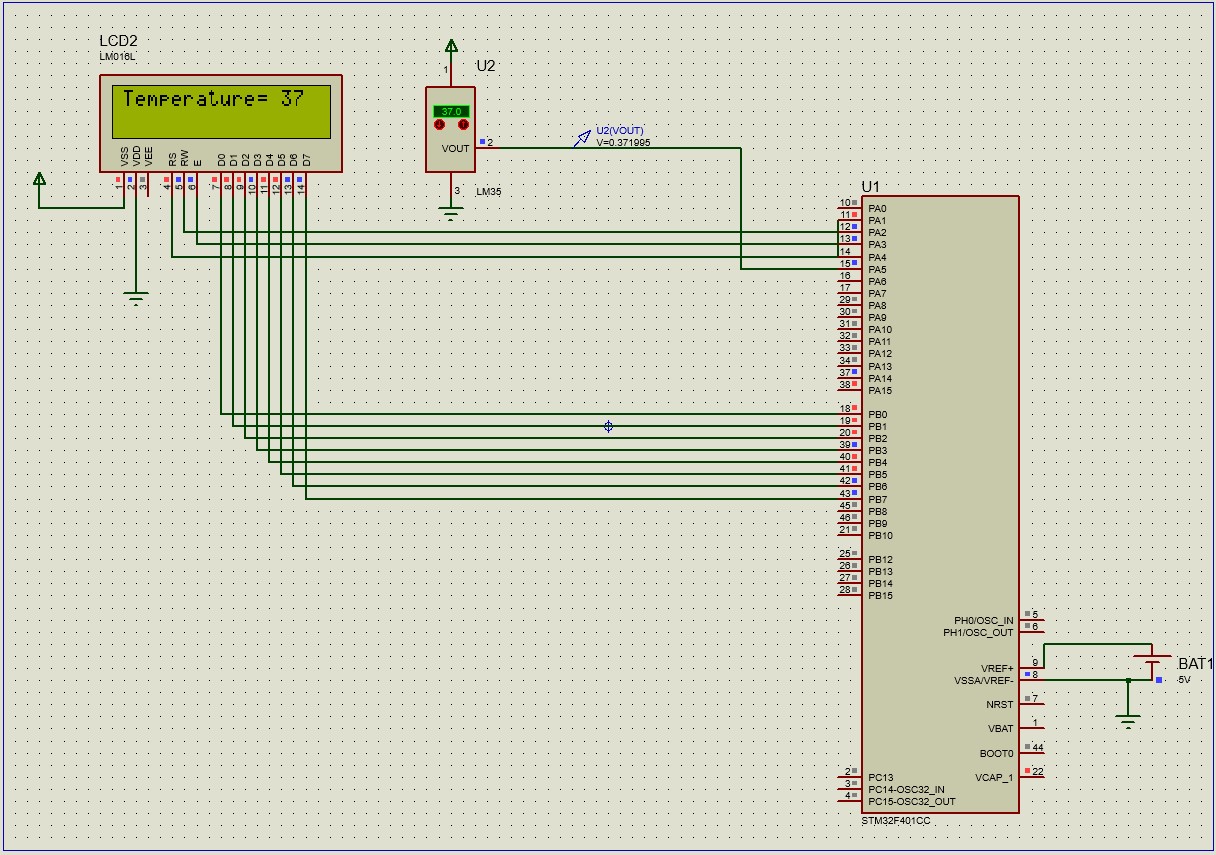 LCD2
LM016L
Temperature= 37
VSS
VDD
VEE
RS
RW
E
D0
D1
D2
D3
D4
D5
D6
D7
1
2
3
4
5
6
7
8
9
10
11
12
13
14
U2
1
37.0
VOUT
2
3
LM35
U2(VOUT)
V=0.371995
U1
10 PA0
11 PA1
12 PA2
13 PA3
14 PA4
15 PA5
16 PA6
17 PA7
29 PA8
30 PA9
31 PA10
32 PA11
33 PA12
34 PA13
37 PA14
38 PA15
18 PB0
19 PB1
20 PB2
39 PB3
40 PB4
41 PB5
42 PB6
43 PB7
45 PB8
46 PB9
21 PB10
25 PB12
26 PB13
27 PB14
28 PB15
PH0/OSC_IN 5
PH1/OSC_OUT 6
VREF+ 9
VSSA/VREF- 8
NRST 7
VBAT 1
BOOT0 44
VCAP_1 22
2 PC13
3 PC14-OSC32_IN
4 PC15-OSC32_OUT
STM32F401CC
BAT1
5V